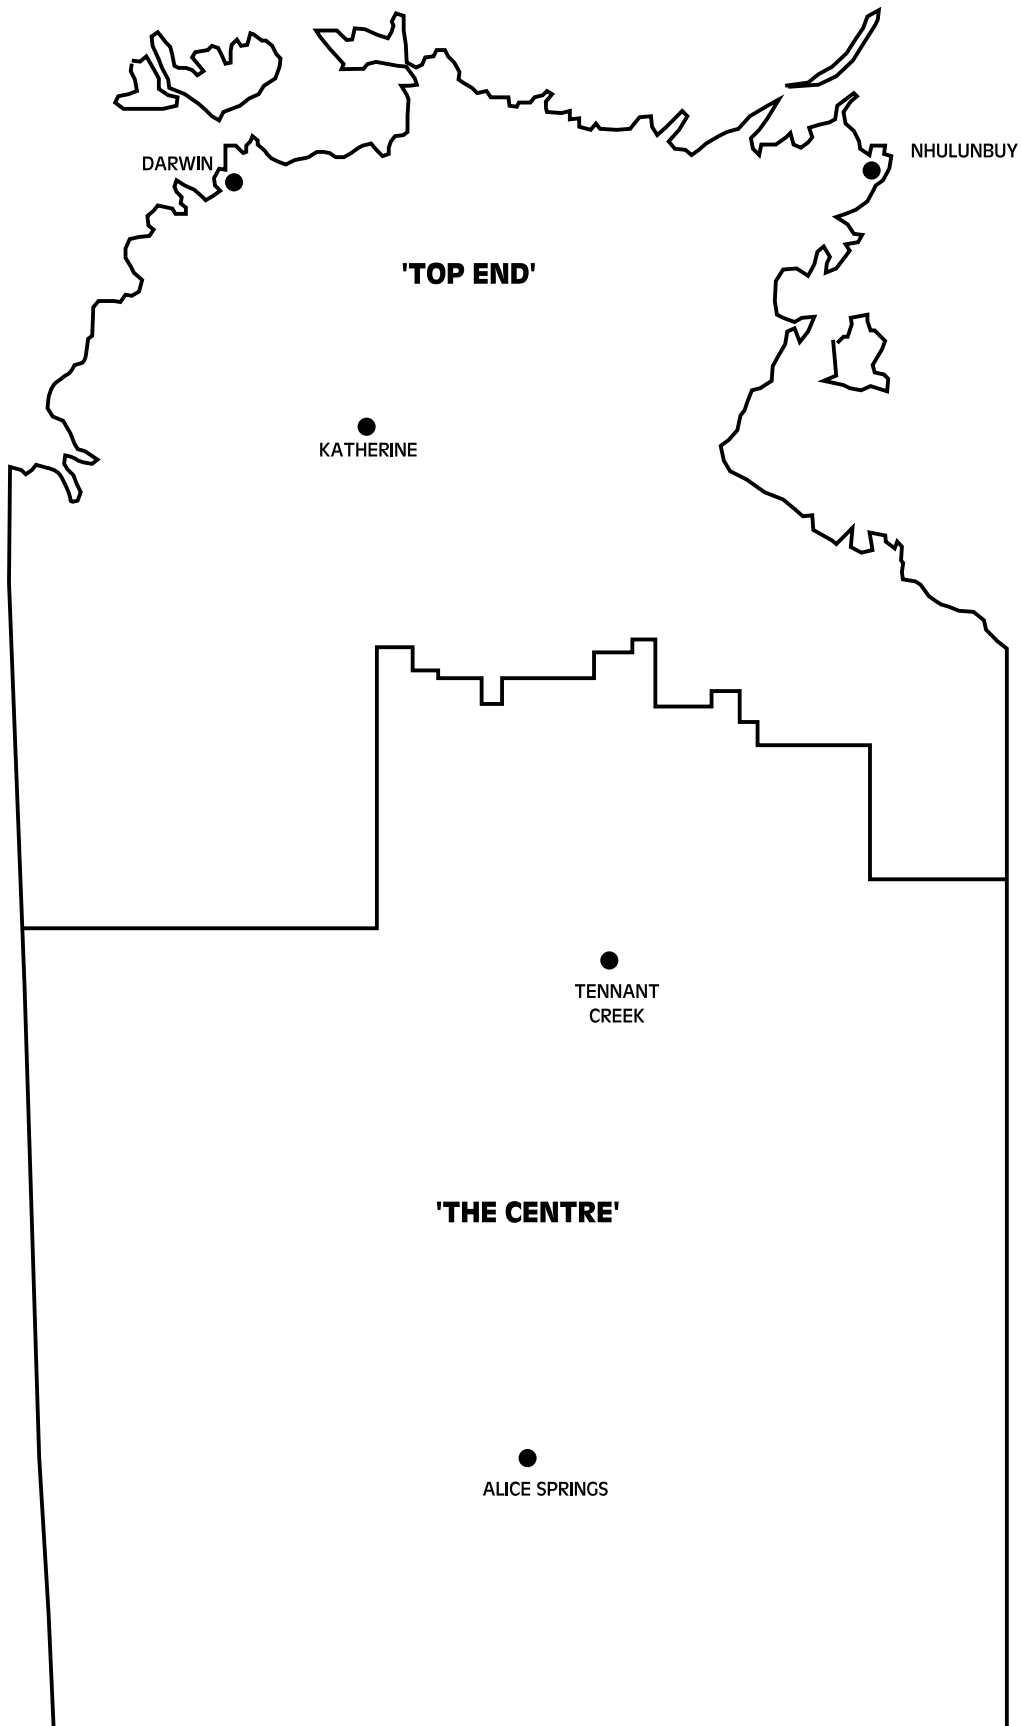 NHULUNBUY
DARWIN
'TOP END'
KATHERINE
TENNANT
CREEK
'THE CENTRE'
ALICE SPRINGS